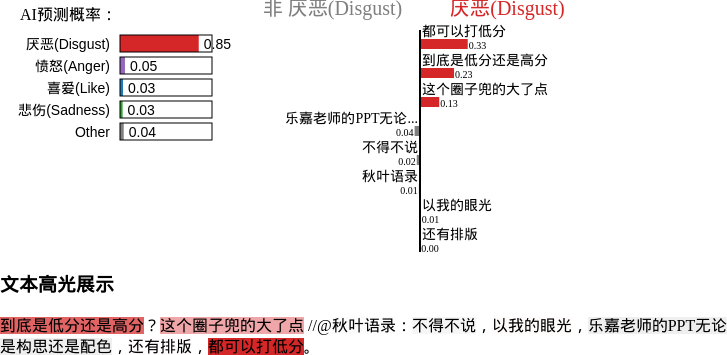 AI预测概率：
厌恶(Disgust) 0.85
愤怒(Anger) 0.05
喜爱(Like) 0.03
悲伤(Sadness) 0.03
Other 0.04
非 厌恶(Disgust) 厌恶(Disgust)
都可以打低分
0.33
到底是低分还是高分
0.23
这个圈子兜的大了点
0.13
乐嘉老师的PPT无论...
0.04
不得不说
0.02
秋叶语录
0.01
以我的眼光
0.01
还有排版
0.00
文本高光展示
到底是低分还是高分？这个圈子兜的大了点 //@秋叶语录：不得不说，以我的眼光，乐嘉老师的PPT无论
是构思还是配色，还有排版，都可以打低分。